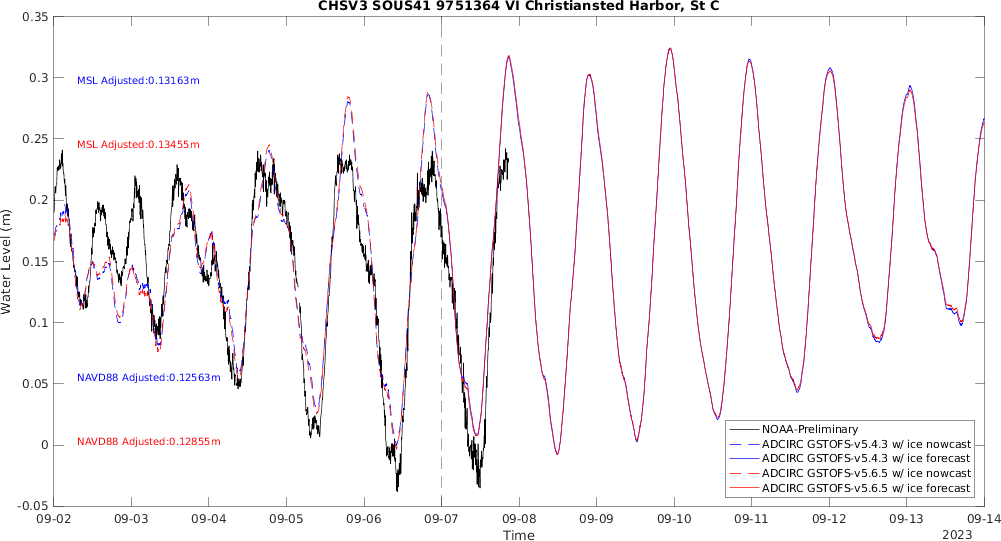 CHSV3 SOUS41 9751364 VI Christiansted Harbor, St C
0.35
0.3
0.25
0.2
0.15
0.1
0.05
0
-0.05
Water Level (m)
MSL Adjusted:0.13163m
MSL Adjusted:0.13455m
NAVD88 Adjusted:0.12563m
NAVD88 Adjusted:0.12855m
NOAA-Preliminary
ADCIRC GSTOFS-v5.4.3 w/ ice nowcast
ADCIRC GSTOFS-v5.4.3 w/ ice forecast
ADCIRC GSTOFS-v5.6.5 w/ ice nowcast
ADCIRC GSTOFS-v5.6.5 w/ ice forecast
09-02 09-03 09-04 09-05 09-06 09-07 09-08 09-09 09-10 09-11 09-12 09-13 09-14
Time
2023